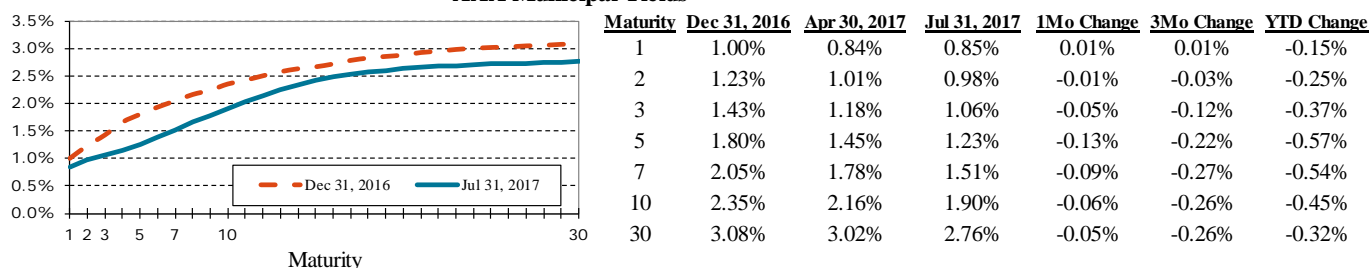 AAA Municipal Yields
3.5%
3.0%
2.5%
2.0%
1.5%
1.0%
0.5%
0.0%
Dec 31, 2016 Jul 31, 2017
1 2 3 5 7 10 30
Maturity
Maturity Dec 31, 2016 Apr 30, 2017 Jul 31, 2017 1Mo Change 3Mo Change YTD Change
1 1.00% 0.84% 0.85% 0.01% 0.01% -0.15%
2 1.23% 1.01% 0.98% -0.01% -0.03% -0.25%
3 1.43% 1.18% 1.06% -0.05% -0.12% -0.37%
5 1.80% 1.45% 1.23% -0.13% -0.22% -0.57%
7 2.05% 1.78% 1.51% -0.09% -0.27% -0.54%
10 2.35% 2.16% 1.90% -0.06% -0.26% -0.45%
30 3.08% 3.02% 2.76% -0.05% -0.26% -0.32%